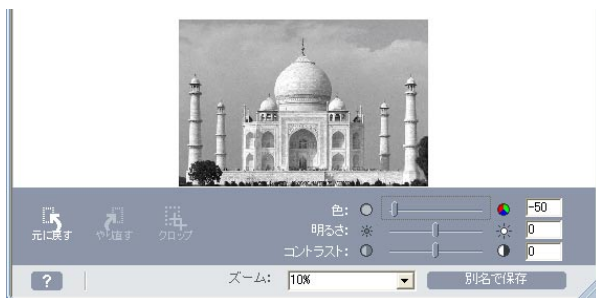 色: -50
元に戻す やり直す クロップ 明るさ: 0
コントラスト: 0
? ズーム: 10% 別名で保存